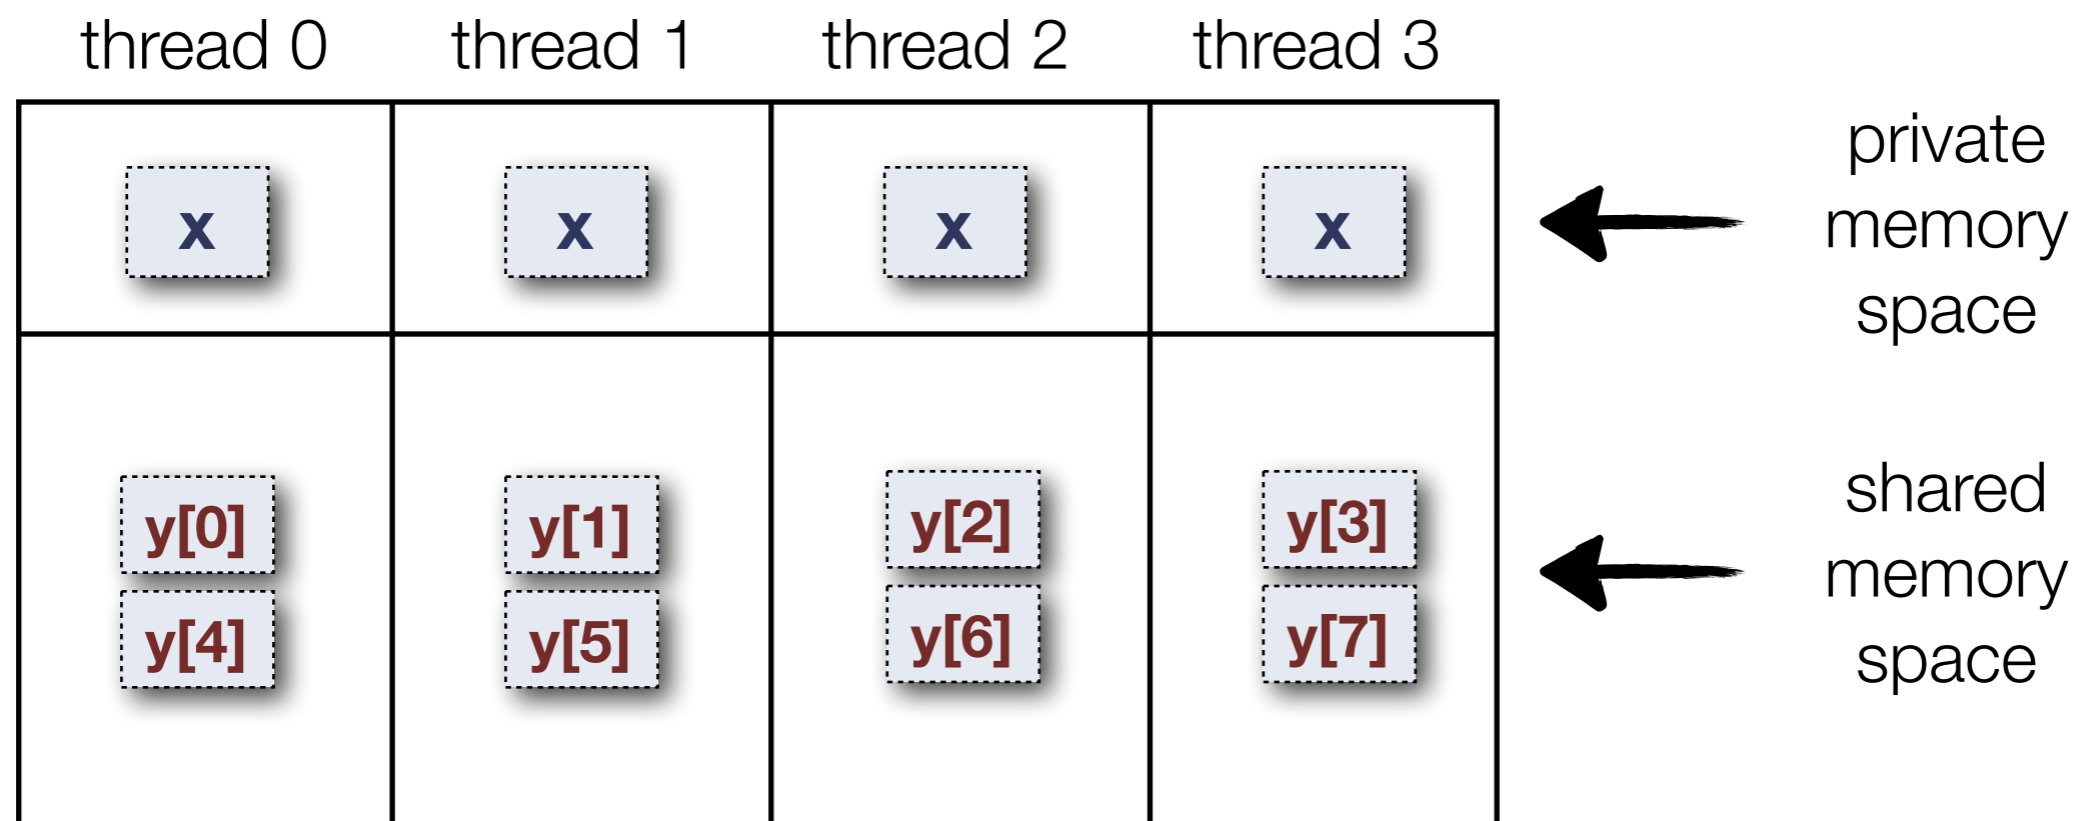 thread 0 thread 1 thread 2 thread 3
x x x x
private
memory
space
y[0] y[1] y[2] y[3]
y[4] y[5] y[6] y[7]
shared
memory
space